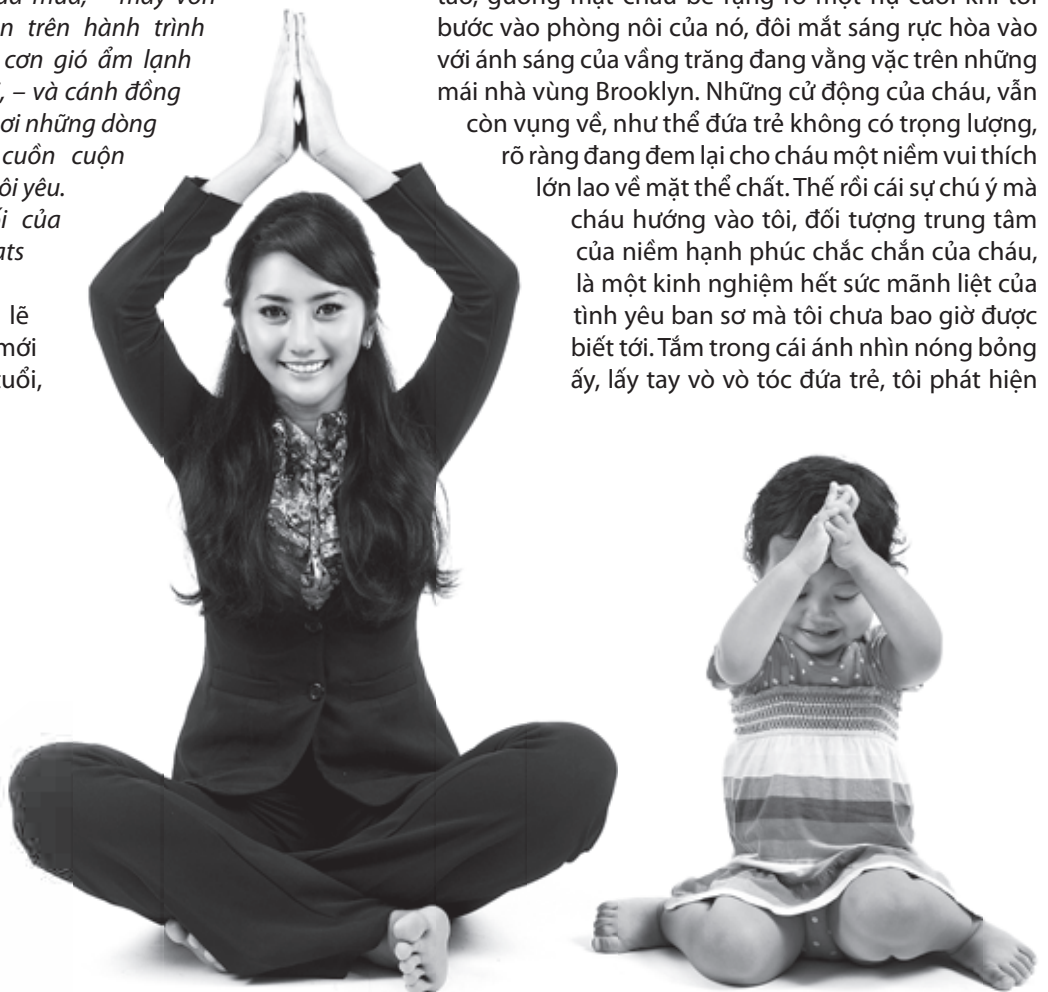 mây vốn
n trên hành trình
cơn gió ẩm lạnh
, – và cánh đồng
ơi những dòng
cuồn cuộn
ôi yêu.
i của
ats
lẽ
mới
tuổi,
bước vào phòng nôi của nó, đôi mắt sáng rực hòa vào
với ánh sáng của vầng trăng đang vằng vặc trên những
mái nhà vùng Brooklyn. Những cử động của cháu, vẫn
còn vụng về, như thể đứa trẻ không có trọng lượng,
rõ ràng đang đem lại cho cháu một niềm vui thích
lớn lao về mặt thể chất. Thế rồi cái sự chú ý mà
cháu hướng vào tôi, đối tượng trung tâm
của niềm hạnh phúc chắc chắn của cháu,
là một kinh nghiệm hết sức mãnh liệt của
tình yêu ban sơ mà tôi chưa bao giờ được
biết tới. Tắm trong cái ánh nhìn nóng bỏng
ấy, lấy tay vò vò tóc đứa trẻ, tôi phát hiện